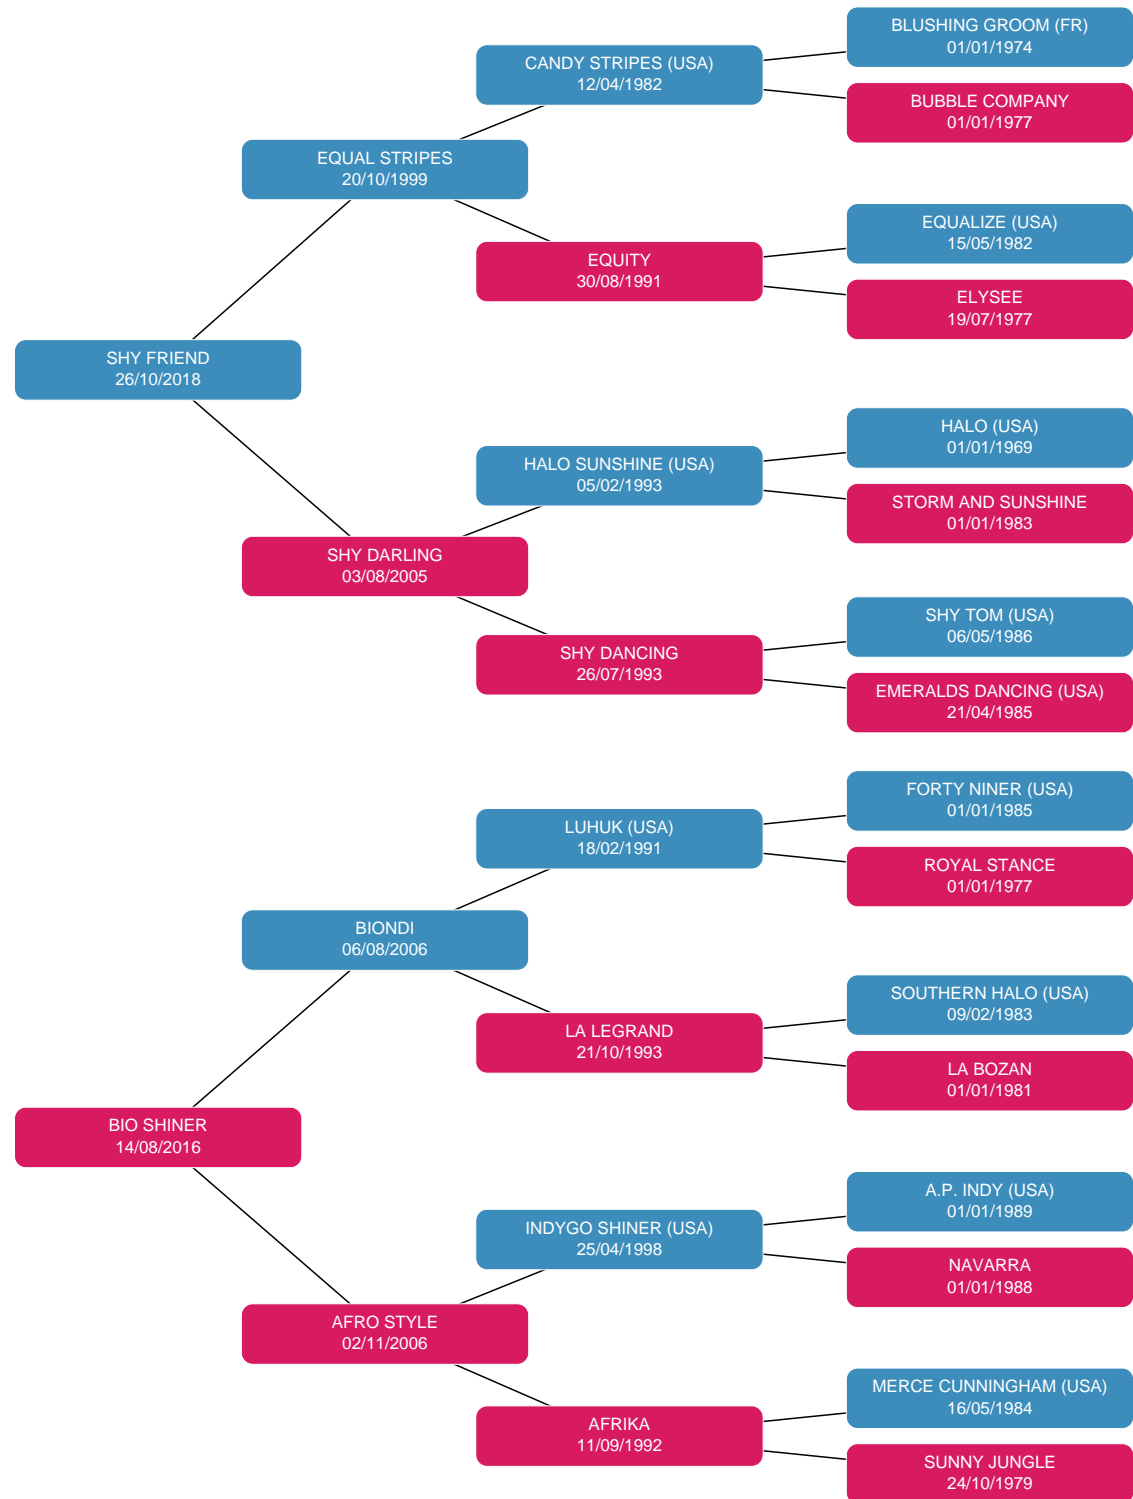 BLUSHING GROOM (FR)
01/01/1974
CANDY STRIPES (USA)
12/04/1982
BUBBLE COMPANY
01/01/1977
EQUAL STRIPES
20/10/1999
EQUALIZE (USA)
15/05/1982
EQUITY
30/08/1991
ELYSEE
19/07/1977
SHY FRIEND
26/10/2018
HALO (USA)
01/01/1969
HALO SUNSHINE (USA)
05/02/1993
STORM AND SUNSHINE
01/01/1983
SHY DARLING
03/08/2005
SHY TOM (USA)
06/05/1986
SHY DANCING
26/07/1993
EMERALDS DANCING (USA)
21/04/1985
FORTY NINER (USA)
01/01/1985
LUHUK (USA)
18/02/1991
ROYAL STANCE
01/01/1977
BIONDI
06/08/2006
SOUTHERN HALO (USA)
09/02/1983
LA LEGRAND
21/10/1993
LA BOZAN
01/01/1981
BIO SHINER
14/08/2016
A.P. INDY (USA)
01/01/1989
INDYGO SHINER (USA)
25/04/1998
NAVARRA
01/01/1988
AFRO STYLE
02/11/2006
MERCE CUNNINGHAM (USA)
16/05/1984
AFRIKA
11/09/1992
SUNNY JUNGLE
24/10/1979